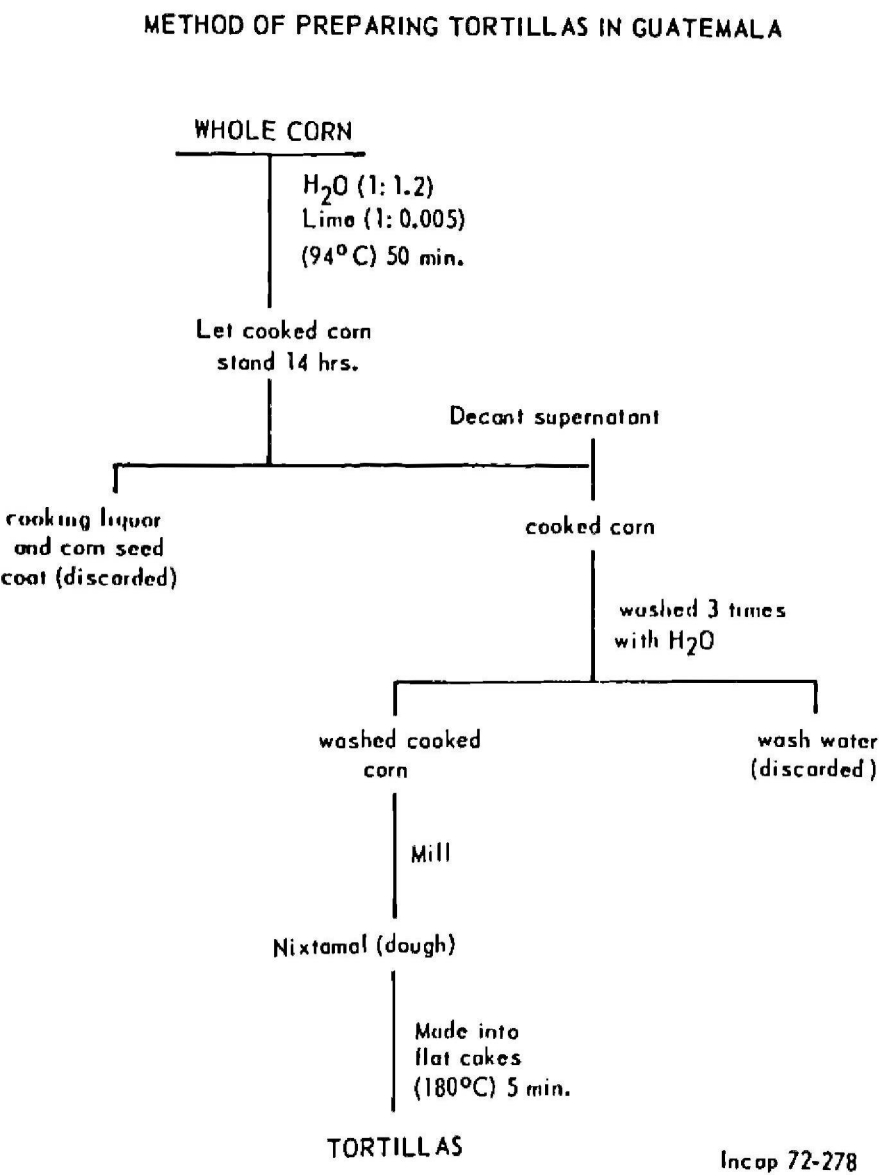 METHOD OF PREPARING TORTILLAS IN GUATEMALA
WHOLE CORN
H₂O (1: 1.2)
Lime (1: 0.005)
(94°C) 50 min.
Let cooked corn
stand 14 hrs.
Decant supernatant
cooking liquor
and corn seed
coat (discarded)
cooked corn
washed 3 times
with H₂O
washed cooked
corn
wash water
(discarded)
Mill
Nixtamal (dough)
Made into
flat cakes
(180°C) 5 min.
TORTILLAS
Incap 72-278